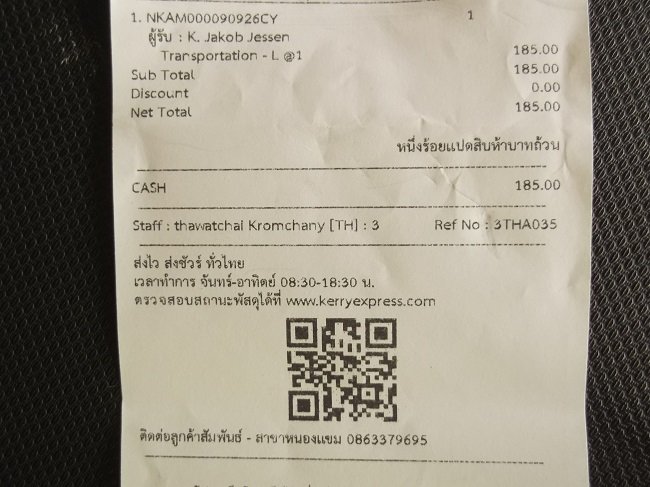 1. NKAM000090926CY 1
ผู้รับ : K. Jakob Jessen
Transportation - L @1 185.00
Sub Total 185.00
Discount 0.00
Net Total 185.00
หนึ่งร้อยแปดสิบห้าบาทถ้วน
CASH 185.00
Staff : thawatchai Kromchany [TH] : 3 Ref No : 3THA035
ส่งไว ส่งชัวร์ ทั่วไทย
เวลาทำการ จันทร์-อาทิตย์ 08:30-18:30 น.
ตรวจสอบสถานะพัสดุได้ที่ www.kerryexpress.com
ติดต่อลูกค้าสัมพันธ์ - สาขาหนองแขม 0863379695